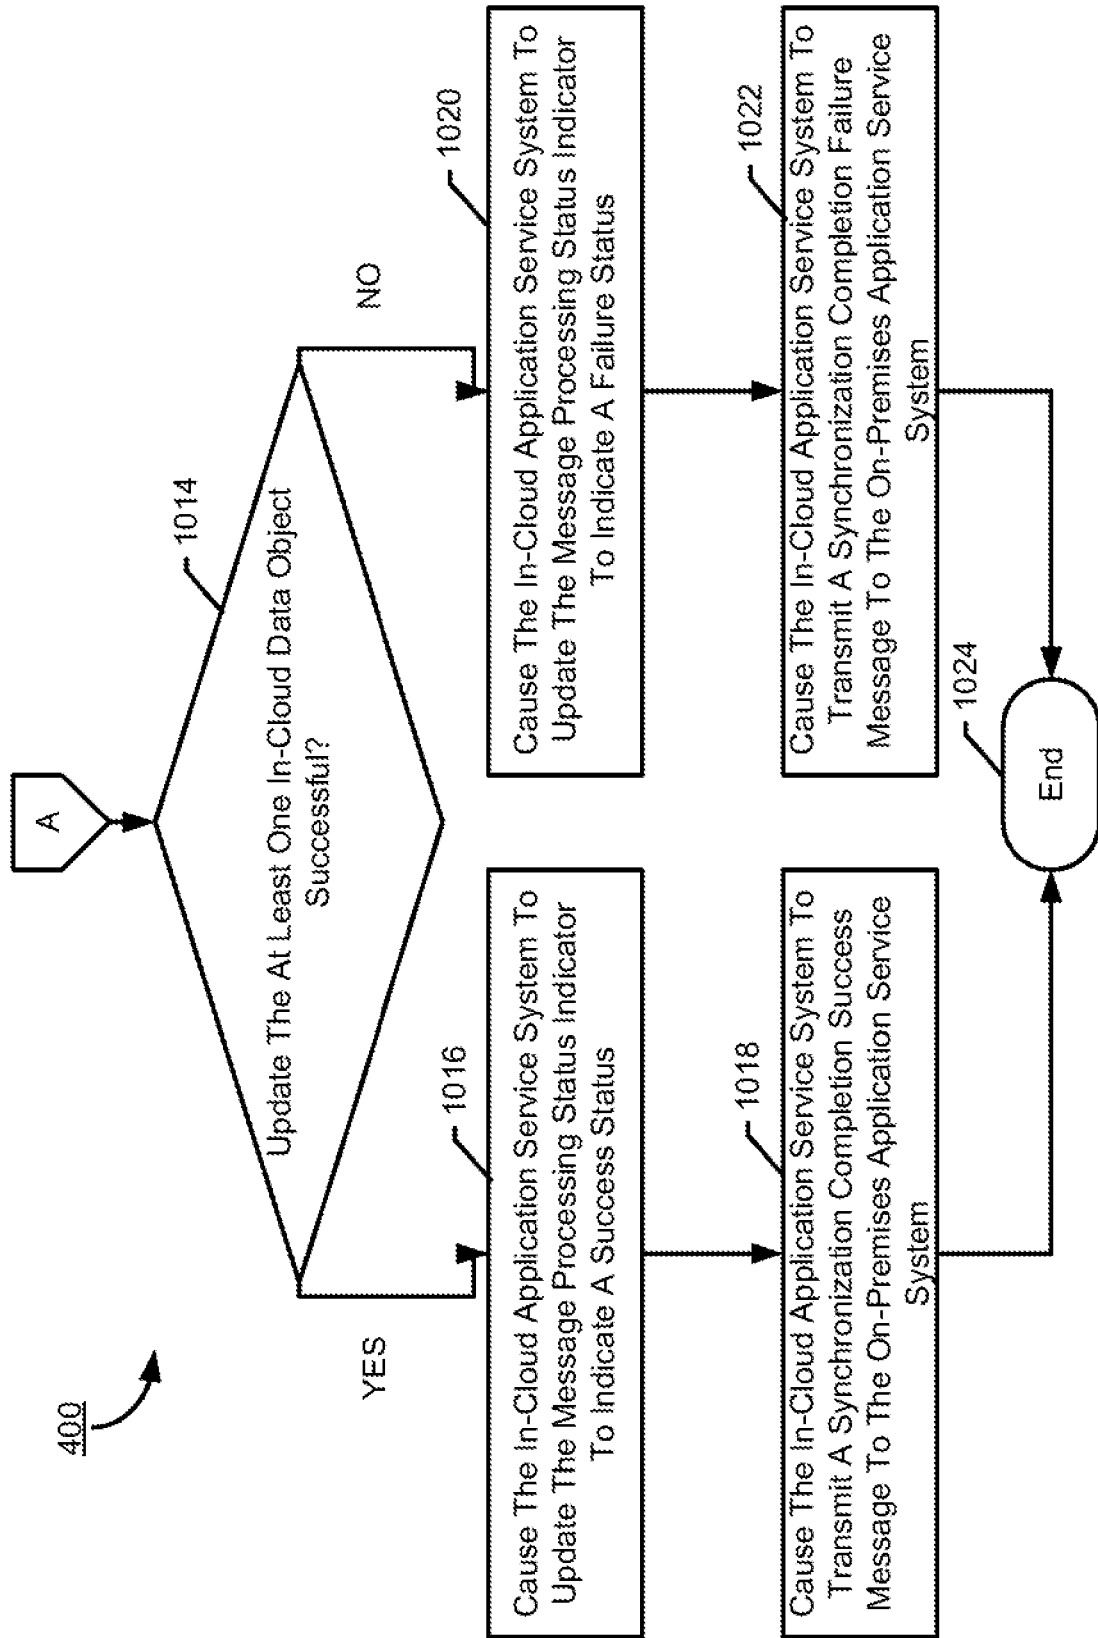 400
A
Update The At Least One In-Cloud Data Object
Successful?
1014
YES
NO
1016
Cause The In-Cloud Application Service System To
Update The Message Processing Status Indicator
To Indicate A Success Status
1020
Cause The In-Cloud Application Service System To
Update The Message Processing Status Indicator
To Indicate A Failure Status
1018
Cause The In-Cloud Application Service System To
Transmit A Synchronization Completion Success
Message To The On-Premises Application Service
System
1022
Cause The In-Cloud Application Service System To
Transmit A Synchronization Completion Failure
Message To The On-Premises Application Service
System
1024
End